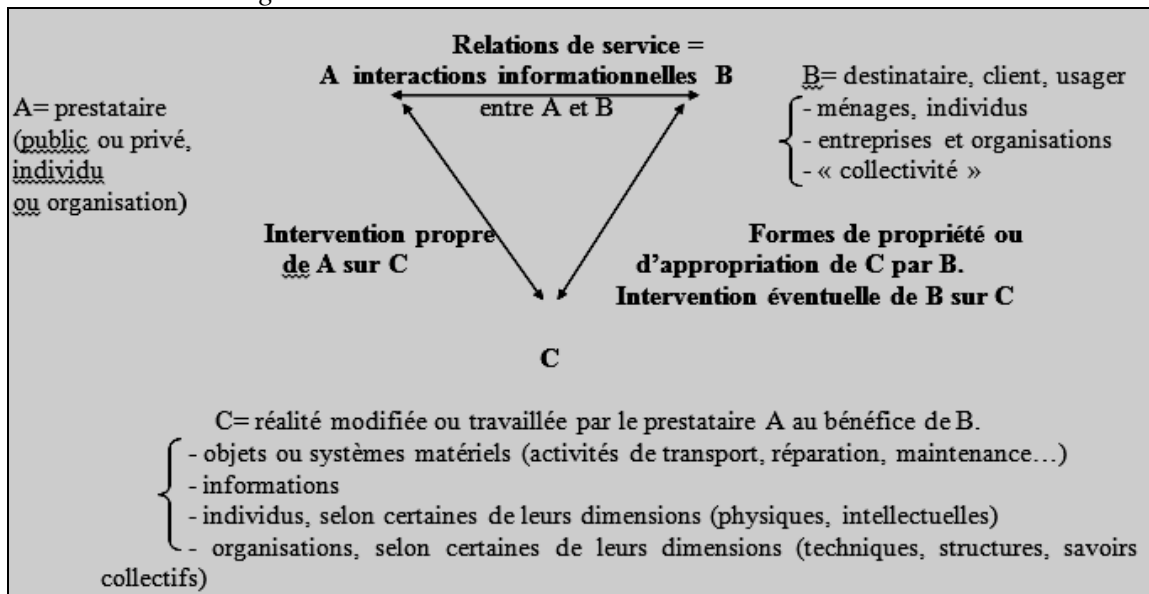 Relations de service =
A interactions informationnelles B
entre A et B
A= prestataire
(public ou privé,
individu
ou organisation)
B= destinataire, client, usager
- ménages, individus
- entreprises et organisations
- « collectivité »
Intervention propre
de A sur C
Formes de propriété ou
d’appropriation de C par B.
Intervention éventuelle de B sur C
C
C= réalité modifiée ou travaillée par le prestataire A au bénéfice de B.
- objets ou systèmes matériels (activités de transport, réparation, maintenance…)
- informations
- individus, selon certaines de leurs dimensions (physiques, intellectuelles)
- organisations, selon certaines de leurs dimensions (techniques, structures, savoirs
collectifs)